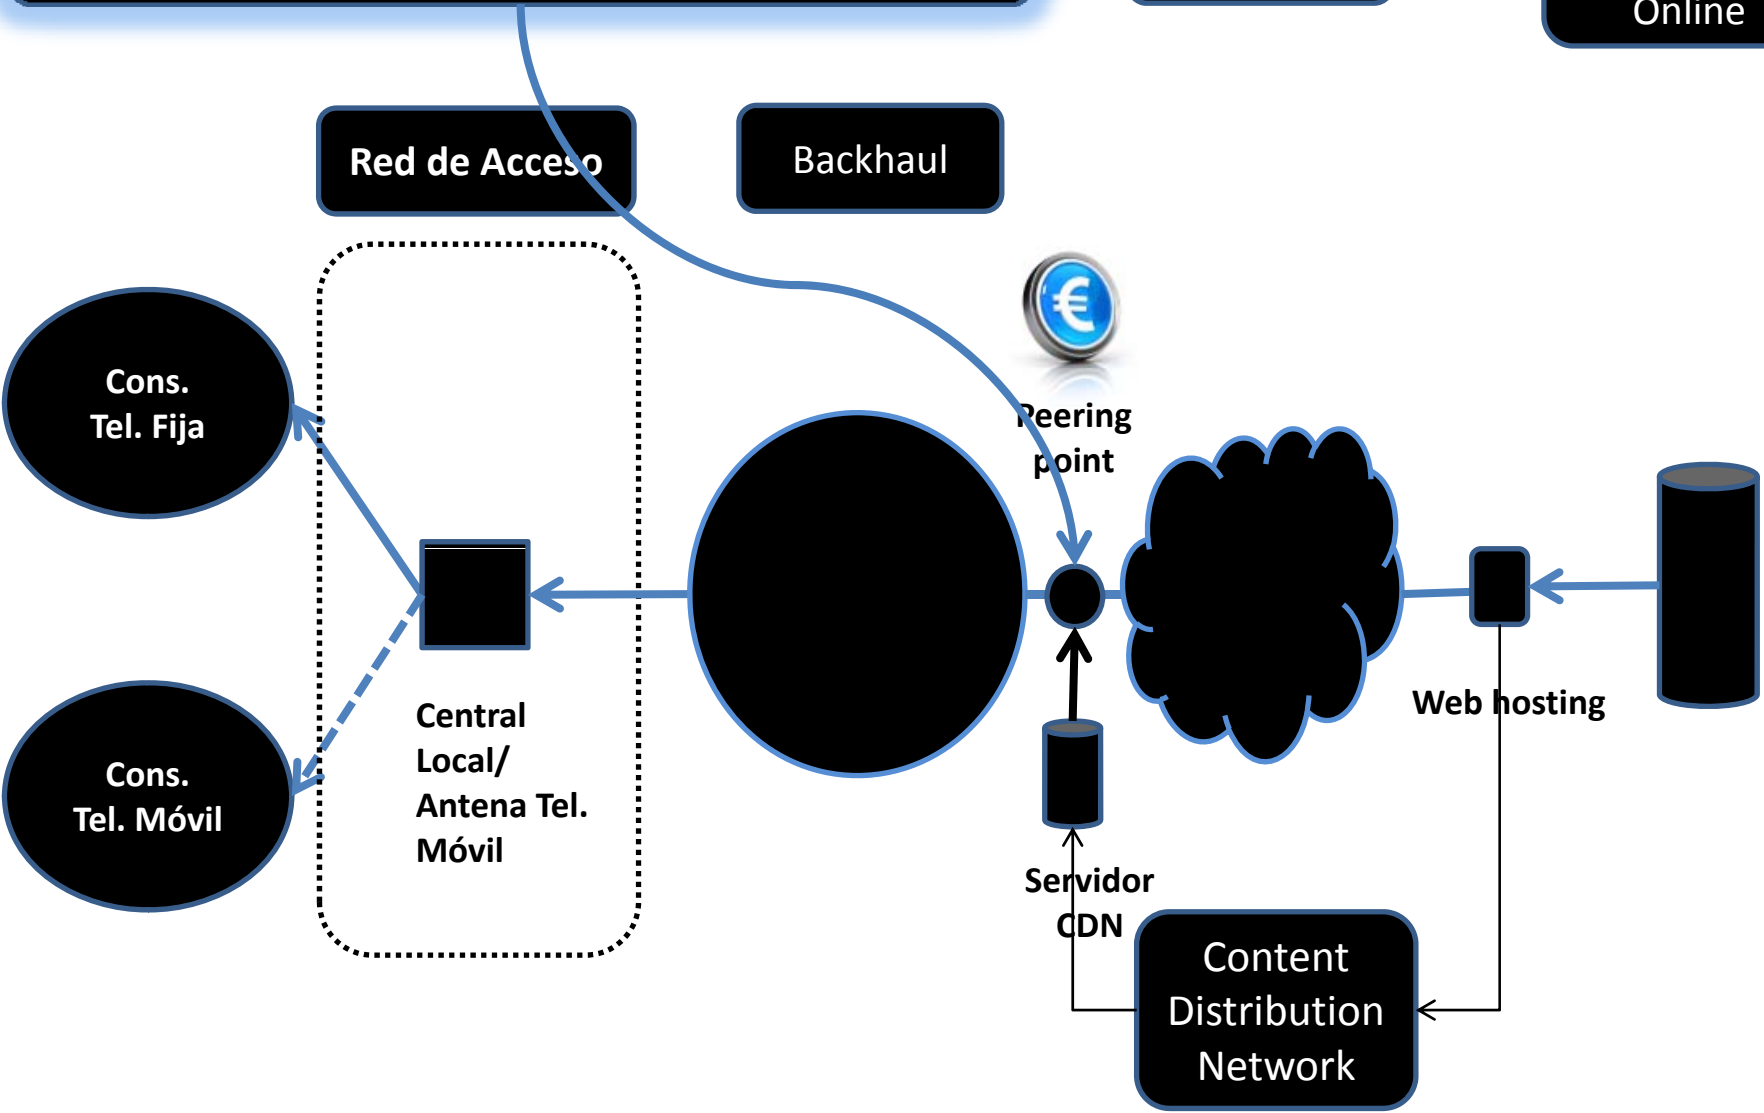 Online
Red de Acceso
Backhaul
€
Peering
point
Cons.
Tel. Fija
Cons.
Tel. Móvil
Central
Local/
Antena Tel.
Móvil
Web hosting
Servidor
CDN
Content
Distribution
Network